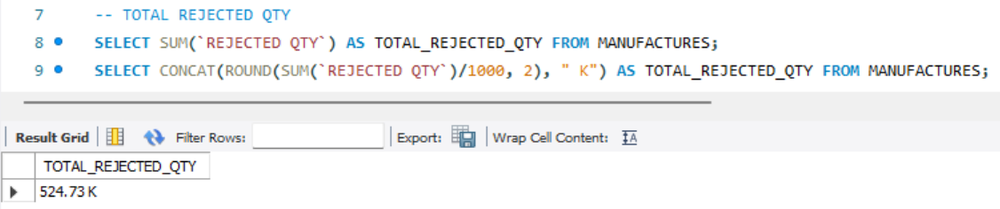 7 -- TOTAL REJECTED QTY
8 SELECT SUM(`REJECTED QTY`) AS TOTAL_REJECTED_QTY FROM MANUFACTURES;
9 SELECT CONCAT(ROUND(SUM(`REJECTED QTY`)/1000, 2), " K") AS TOTAL_REJECTED_QTY FROM MANUFACTURES;
Result Grid Filter Rows: Export: Wrap Cell Content: IA
TOTAL_REJECTED_QTY
524.73 K